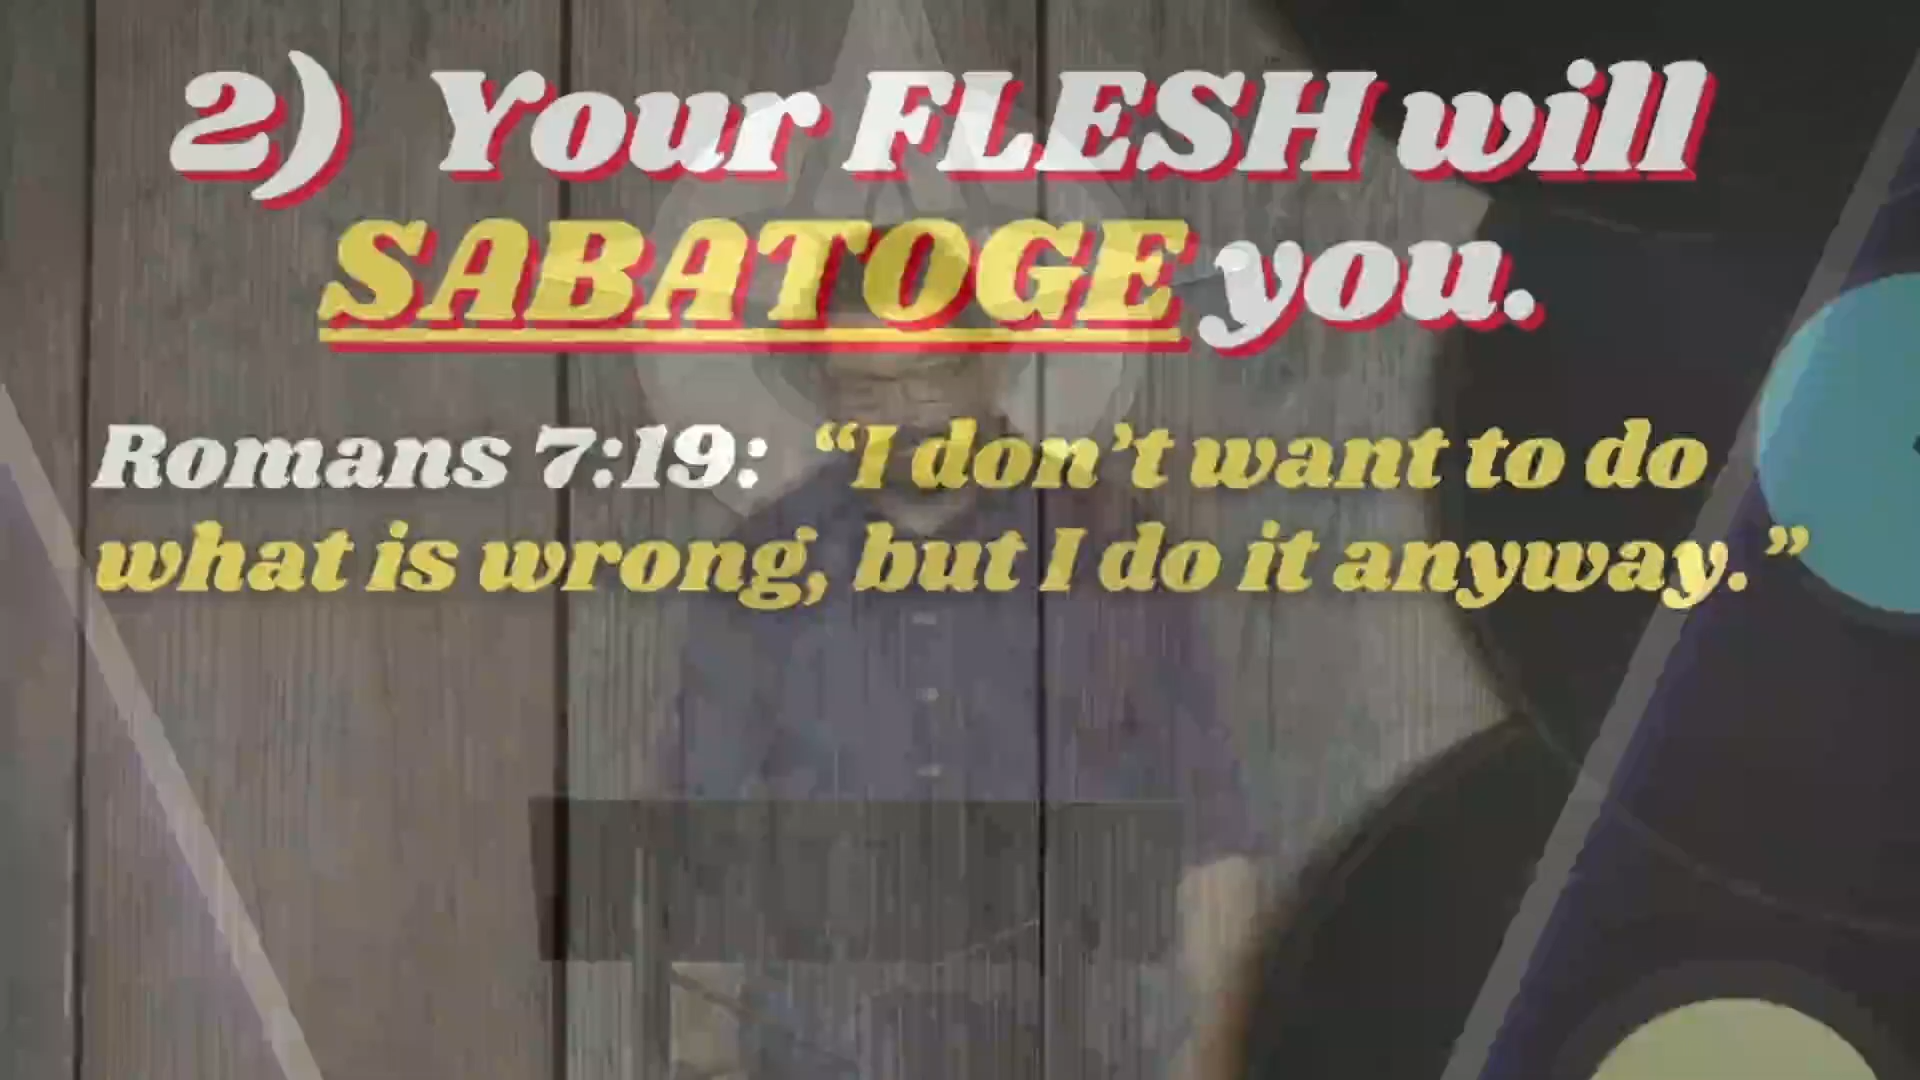 2) Your FLESH will
SABATOGE you.
Romans 7:19: “I don’t want to do
what is wrong, but I do it anyway.”